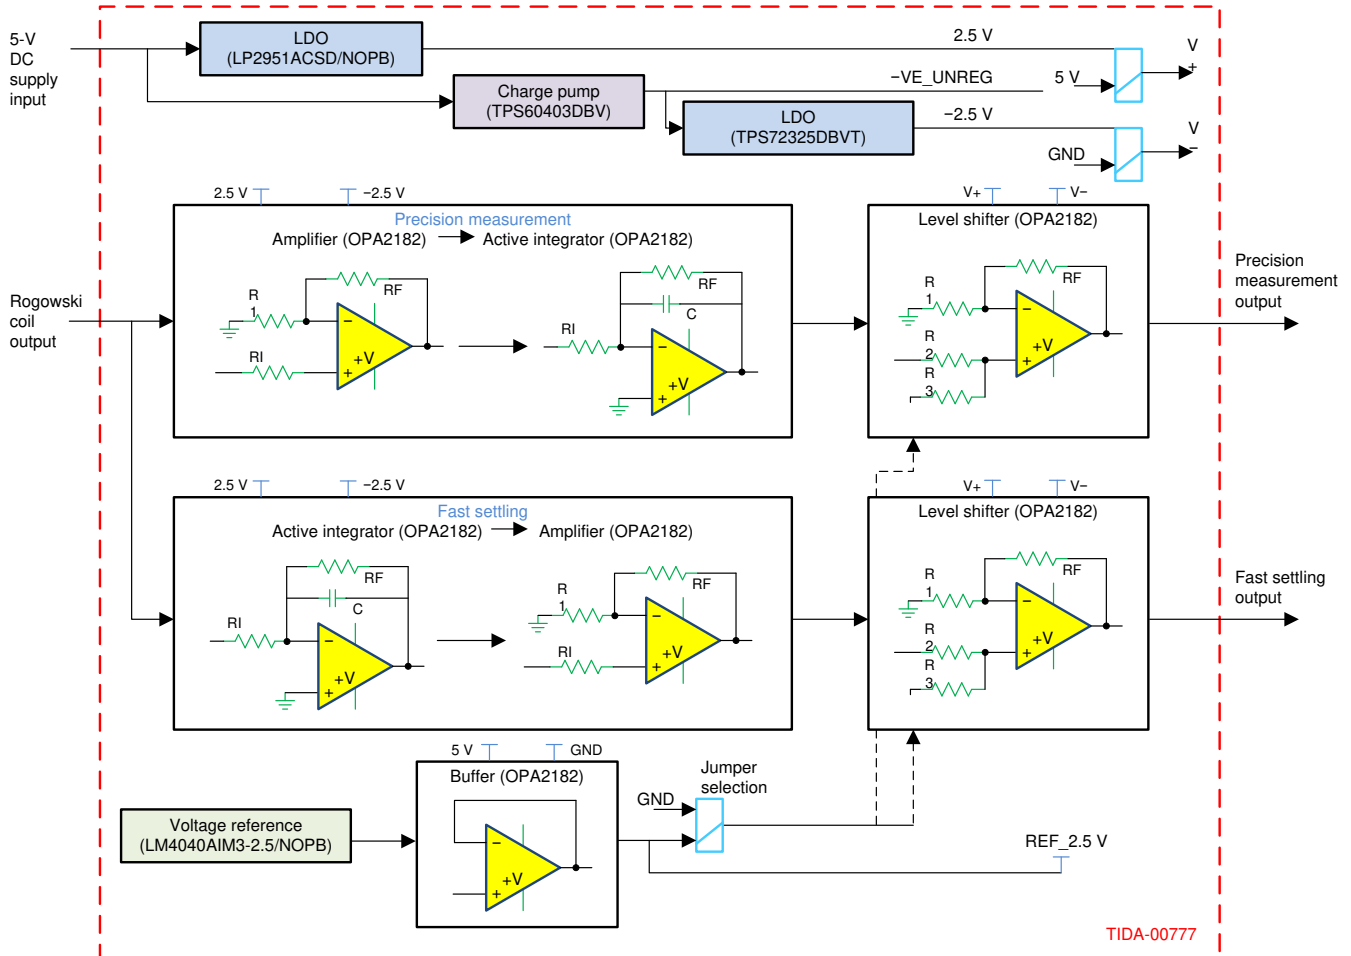 5-V
DC
supply
input
LDO
(LP2951ACSD/NOPB)
2.5 V
V
+
−VE_UNREG
5 V
Charge pump
(TPS60403DBV)
LDO
(TPS72325DBVT)
−2.5 V
V
−
GND
2.5 V
−2.5 V
Precision measurement
Amplifier (OPA2182)
Active integrator (OPA2182)
R
1
RF
−
+V
+
RI
RF
C
RI
−
+V
+
V+
V−
Level shifter (OPA2182)
R
1
RF
−
R
2
+V
+
R
3
Rogowski
coil
output
Precision
measurement
output
2.5 V
−2.5 V
Fast settling
Active integrator (OPA2182)
Amplifier (OPA2182)
RF
C
RI
−
+V
+
R
1
RF
−
+V
+
RI
V+
V−
Level shifter (OPA2182)
R
1
RF
−
R
2
+V
+
R
3
Fast settling
output
5 V
GND
Buffer (OPA2182)
−
+V
+
Voltage reference
(LM4040AIM3-2.5/NOPB)
Jumper
selection
GND
REF_2.5 V
TIDA-00777